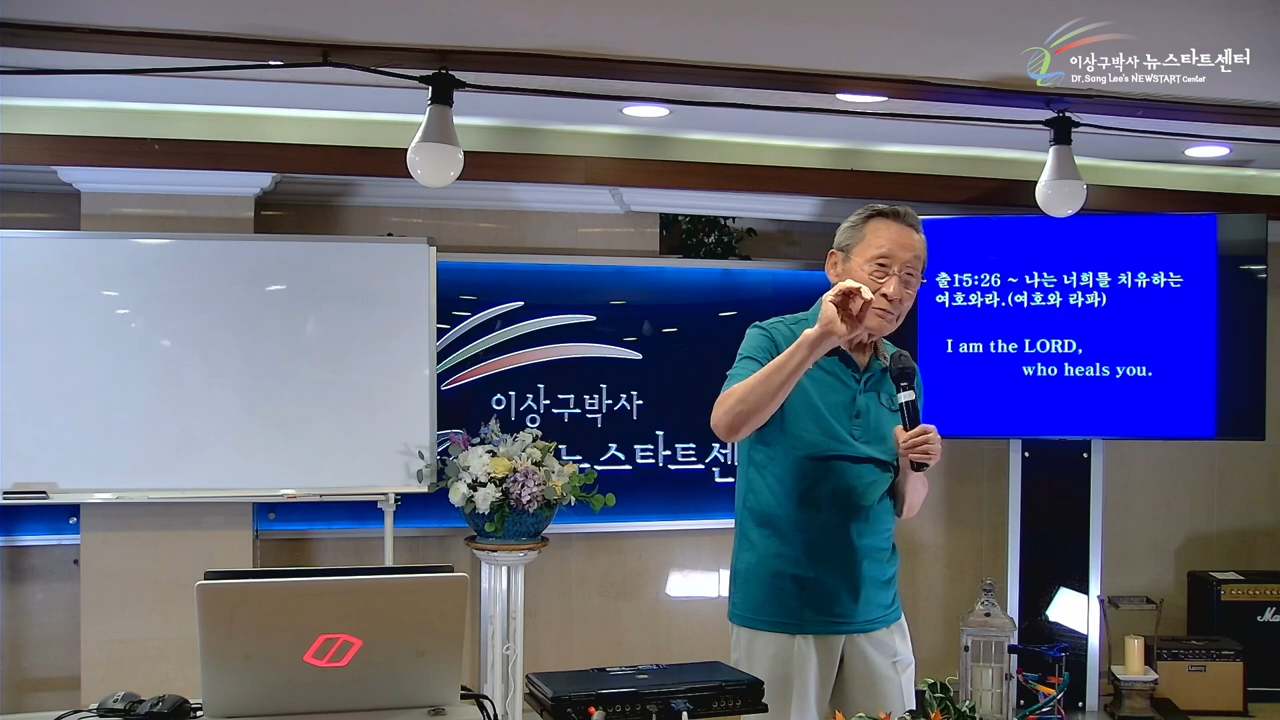 이상구박사 뉴스타트센터
Dr. Sang Lee's NEWSTART Center
출15:26 ~ 나는 너희를 치유하는
여호와라.(여호와 라파)
I am the LORD,
who heals you.
이상구박사
뉴스타트센